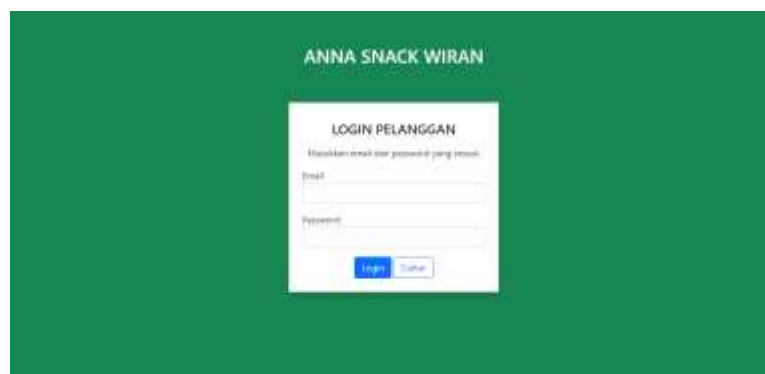 ANNA SNACK WIRAN
LOGIN PELANGGAN
Masukkan email dan password yang sesuai
Email
Password
Login Daftar